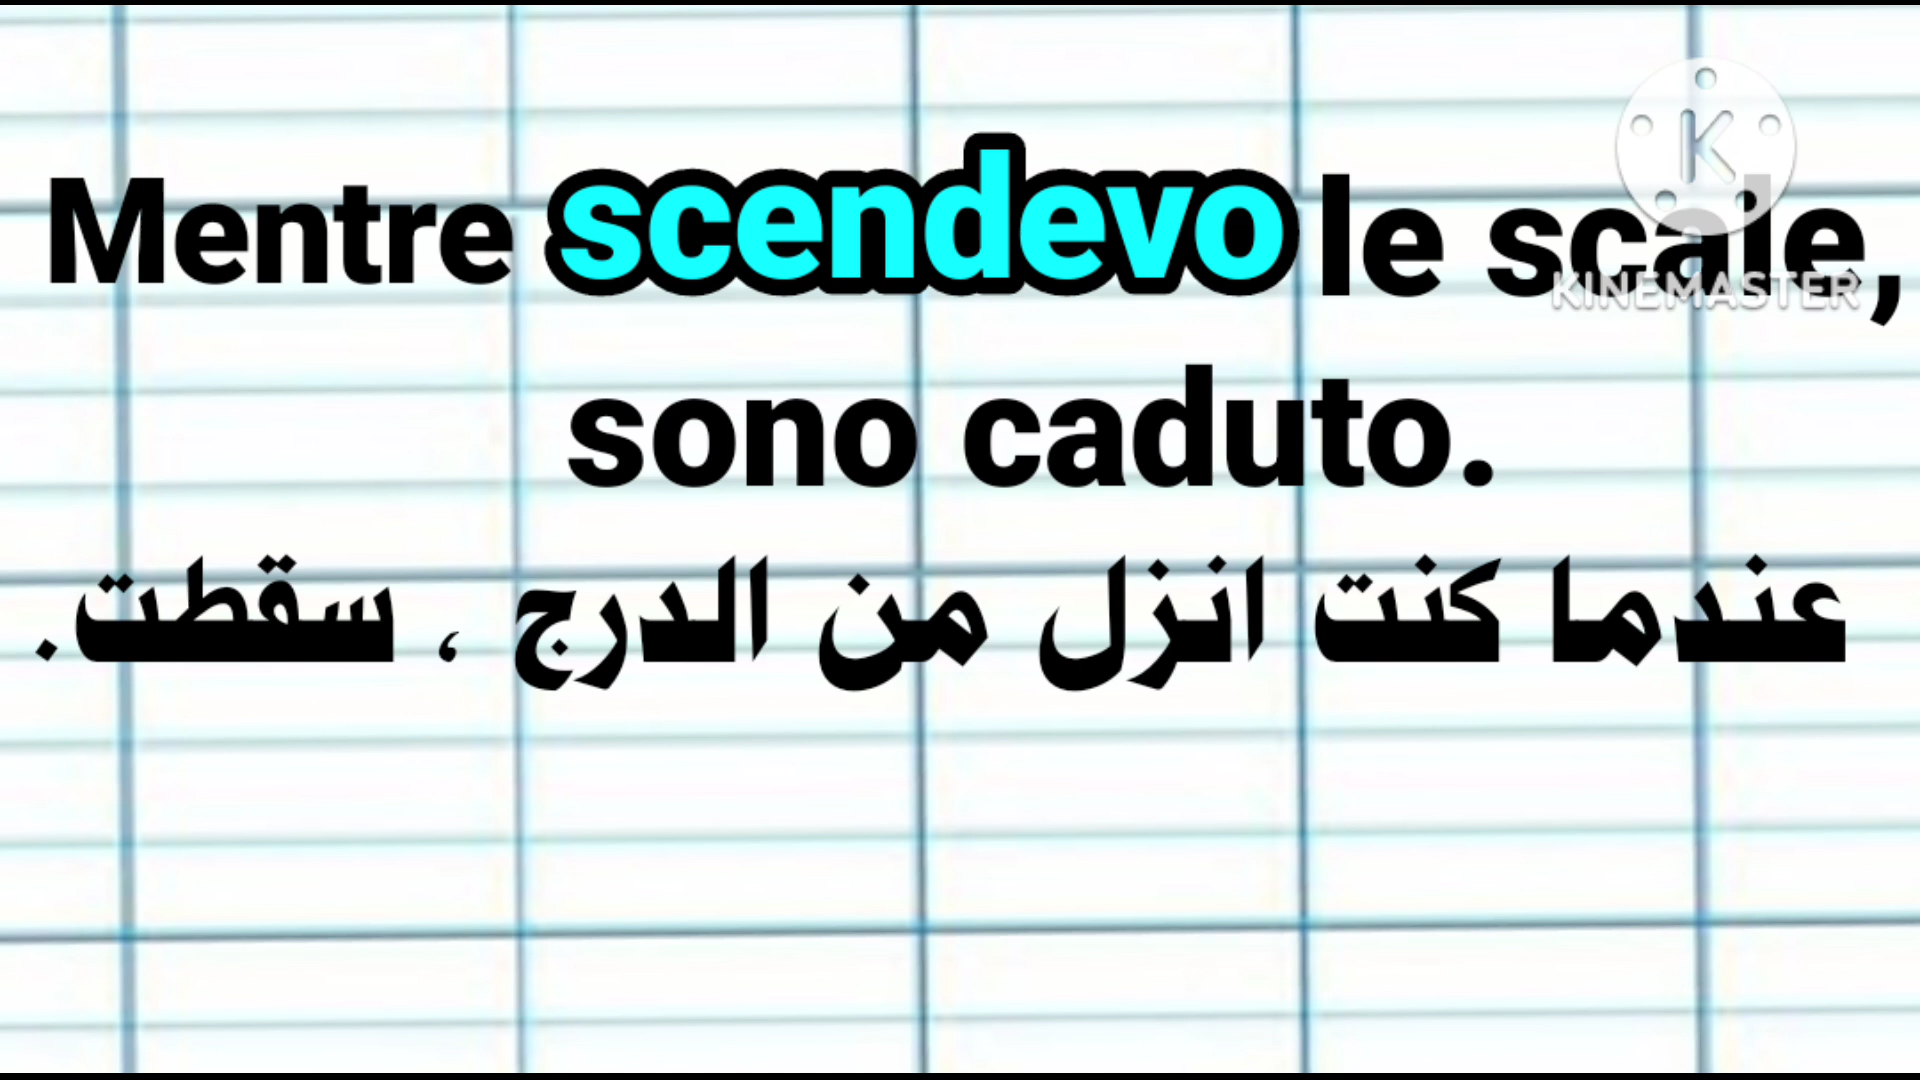 Mentre scendevo le scale,
sono caduto.
عندما كنت انزل من الدرج ، سقطت.
K
KINEMASTER